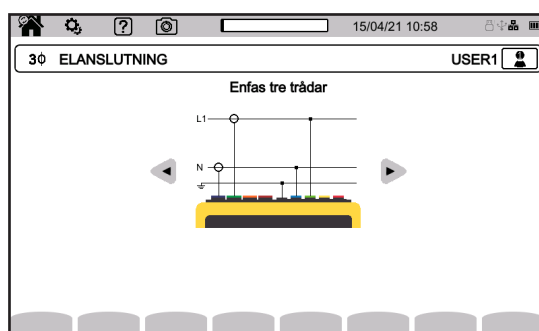 15/04/21 10:58
3Φ ELANSLUTNING USER1
Enfas tre trådar
L1
N